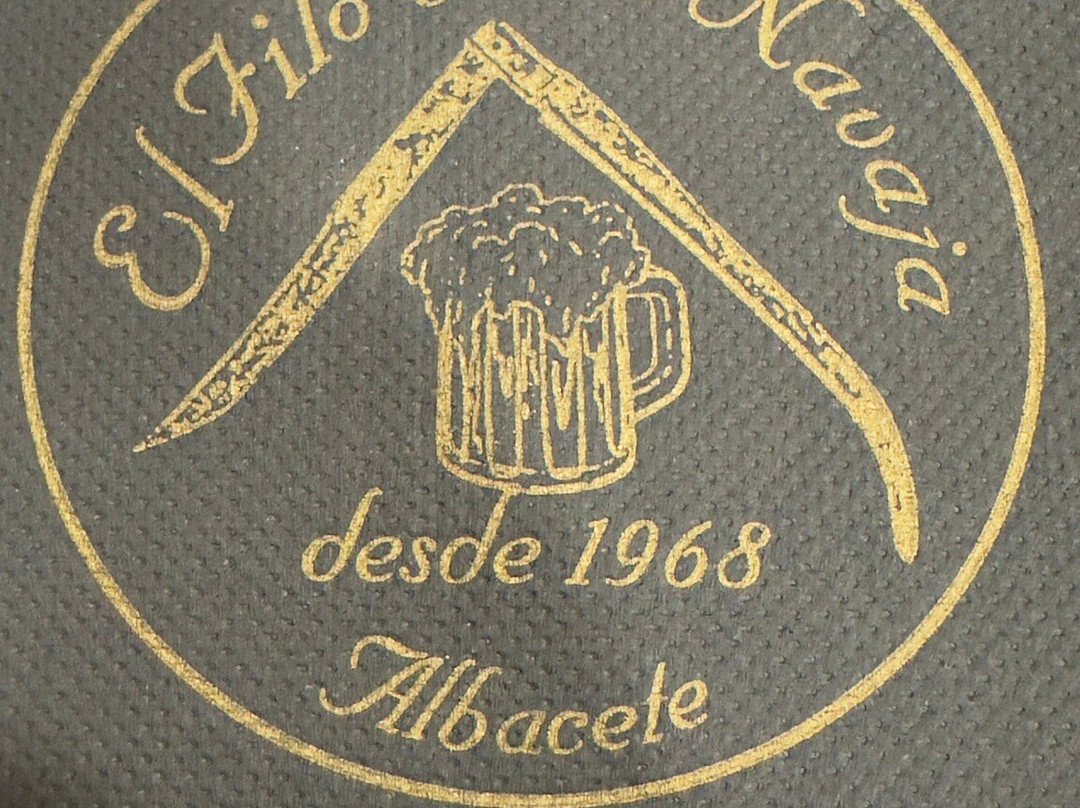 El Filo
Navaja
desde 1968
Albacete